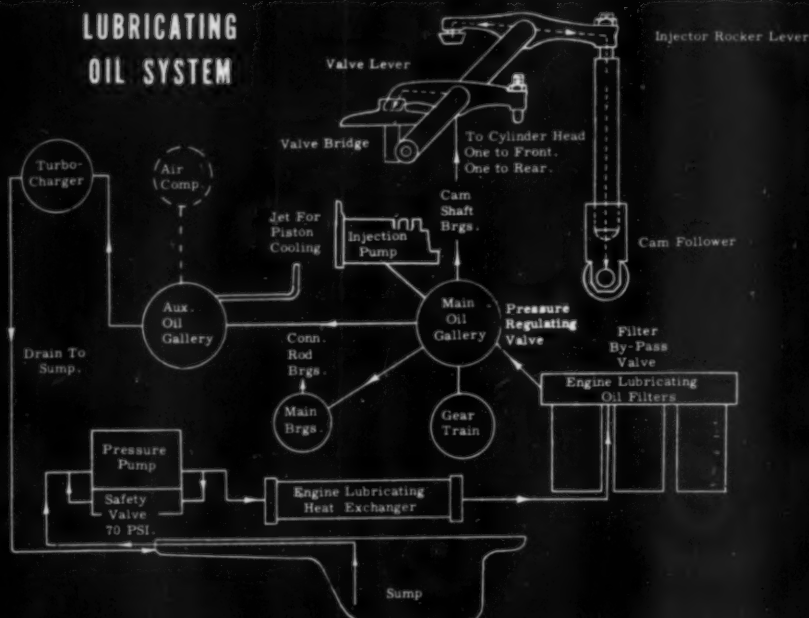 LUBRICATING
OIL SYSTEM
Injector Rocker Lever
Valve Lever
Valve Bridge
To Cylinder Head
One to Front.
One to Rear.
Turbo-
Charger
Air
Comp.
Cam
Shaft
Brgs.
Jet For
Piston
Cooling
Injection
Pump
Cam Follower
Aux.
Oil
Gallery
Main
Oil
Gallery
Pressure
Regulating
Valve
Filter
By-Pass
Valve
Drain To
Sump.
Conn.
Rod
Brgs.
Engine Lubricating
Oil Filters
Main
Brgs.
Gear
Train
Pressure
Pump
Safety
Valve
70 PSI.
Engine Lubricating
Heat Exchanger
Sump